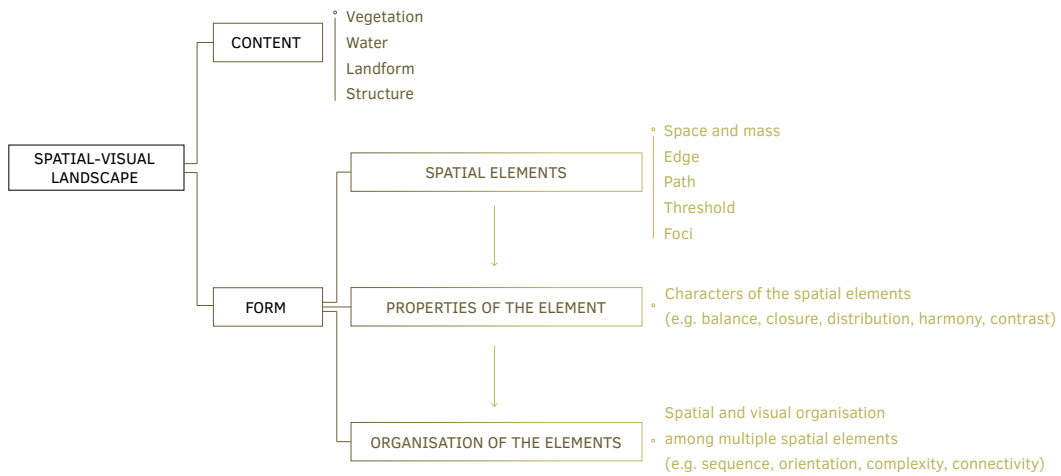 CONTENT
Vegetation
Water
Landform
Structure
SPATIAL-VISUAL
LANDSCAPE
SPATIAL ELEMENTS
Space and mass
Edge
Path
Threshold
Foci
FORM
PROPERTIES OF THE ELEMENT
Characters of the spatial elements
(e.g. balance, closure, distribution, harmony, contrast)
ORGANISATION OF THE ELEMENTS
Spatial and visual organisation
among multiple spatial elements
(e.g. sequence, orientation, complexity, connectivity)